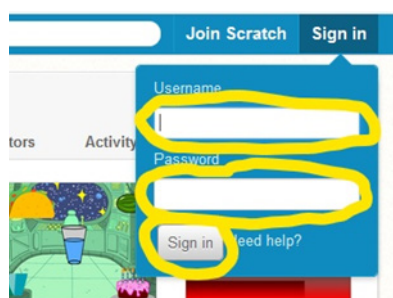 Join Scratch Sign in
Username
tors Activity
Password
Sign in eed help?